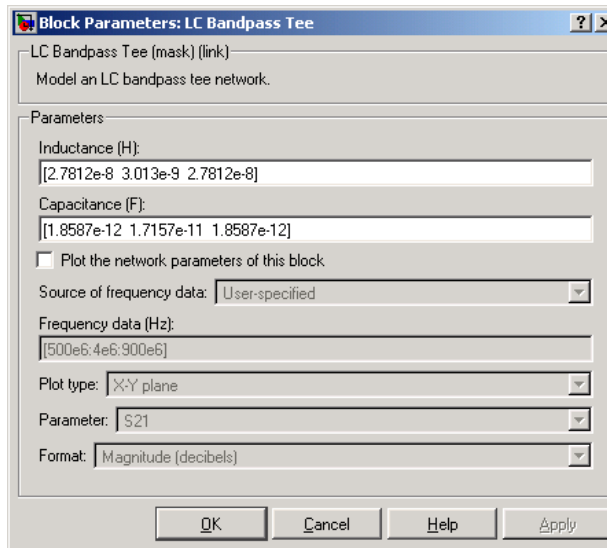 Block Parameters: LC Bandpass Tee
LC Bandpass Tee (mask) (link)
Model an LC bandpass tee network.
Parameters
Inductance (H):
[2.7812e-8 3.013e-9 2.7812e-8]
Capacitance (F):
[1.8587e-12 1.7157e-11 1.8587e-12]
Plot the network parameters of this block
Source of frequency data: User-specified
Frequency data (Hz):
[500e6:4e6:900e6]
Plot type: X-Y plane
Parameter: S21
Format: Magnitude (decibels)
OK Cancel Help Apply